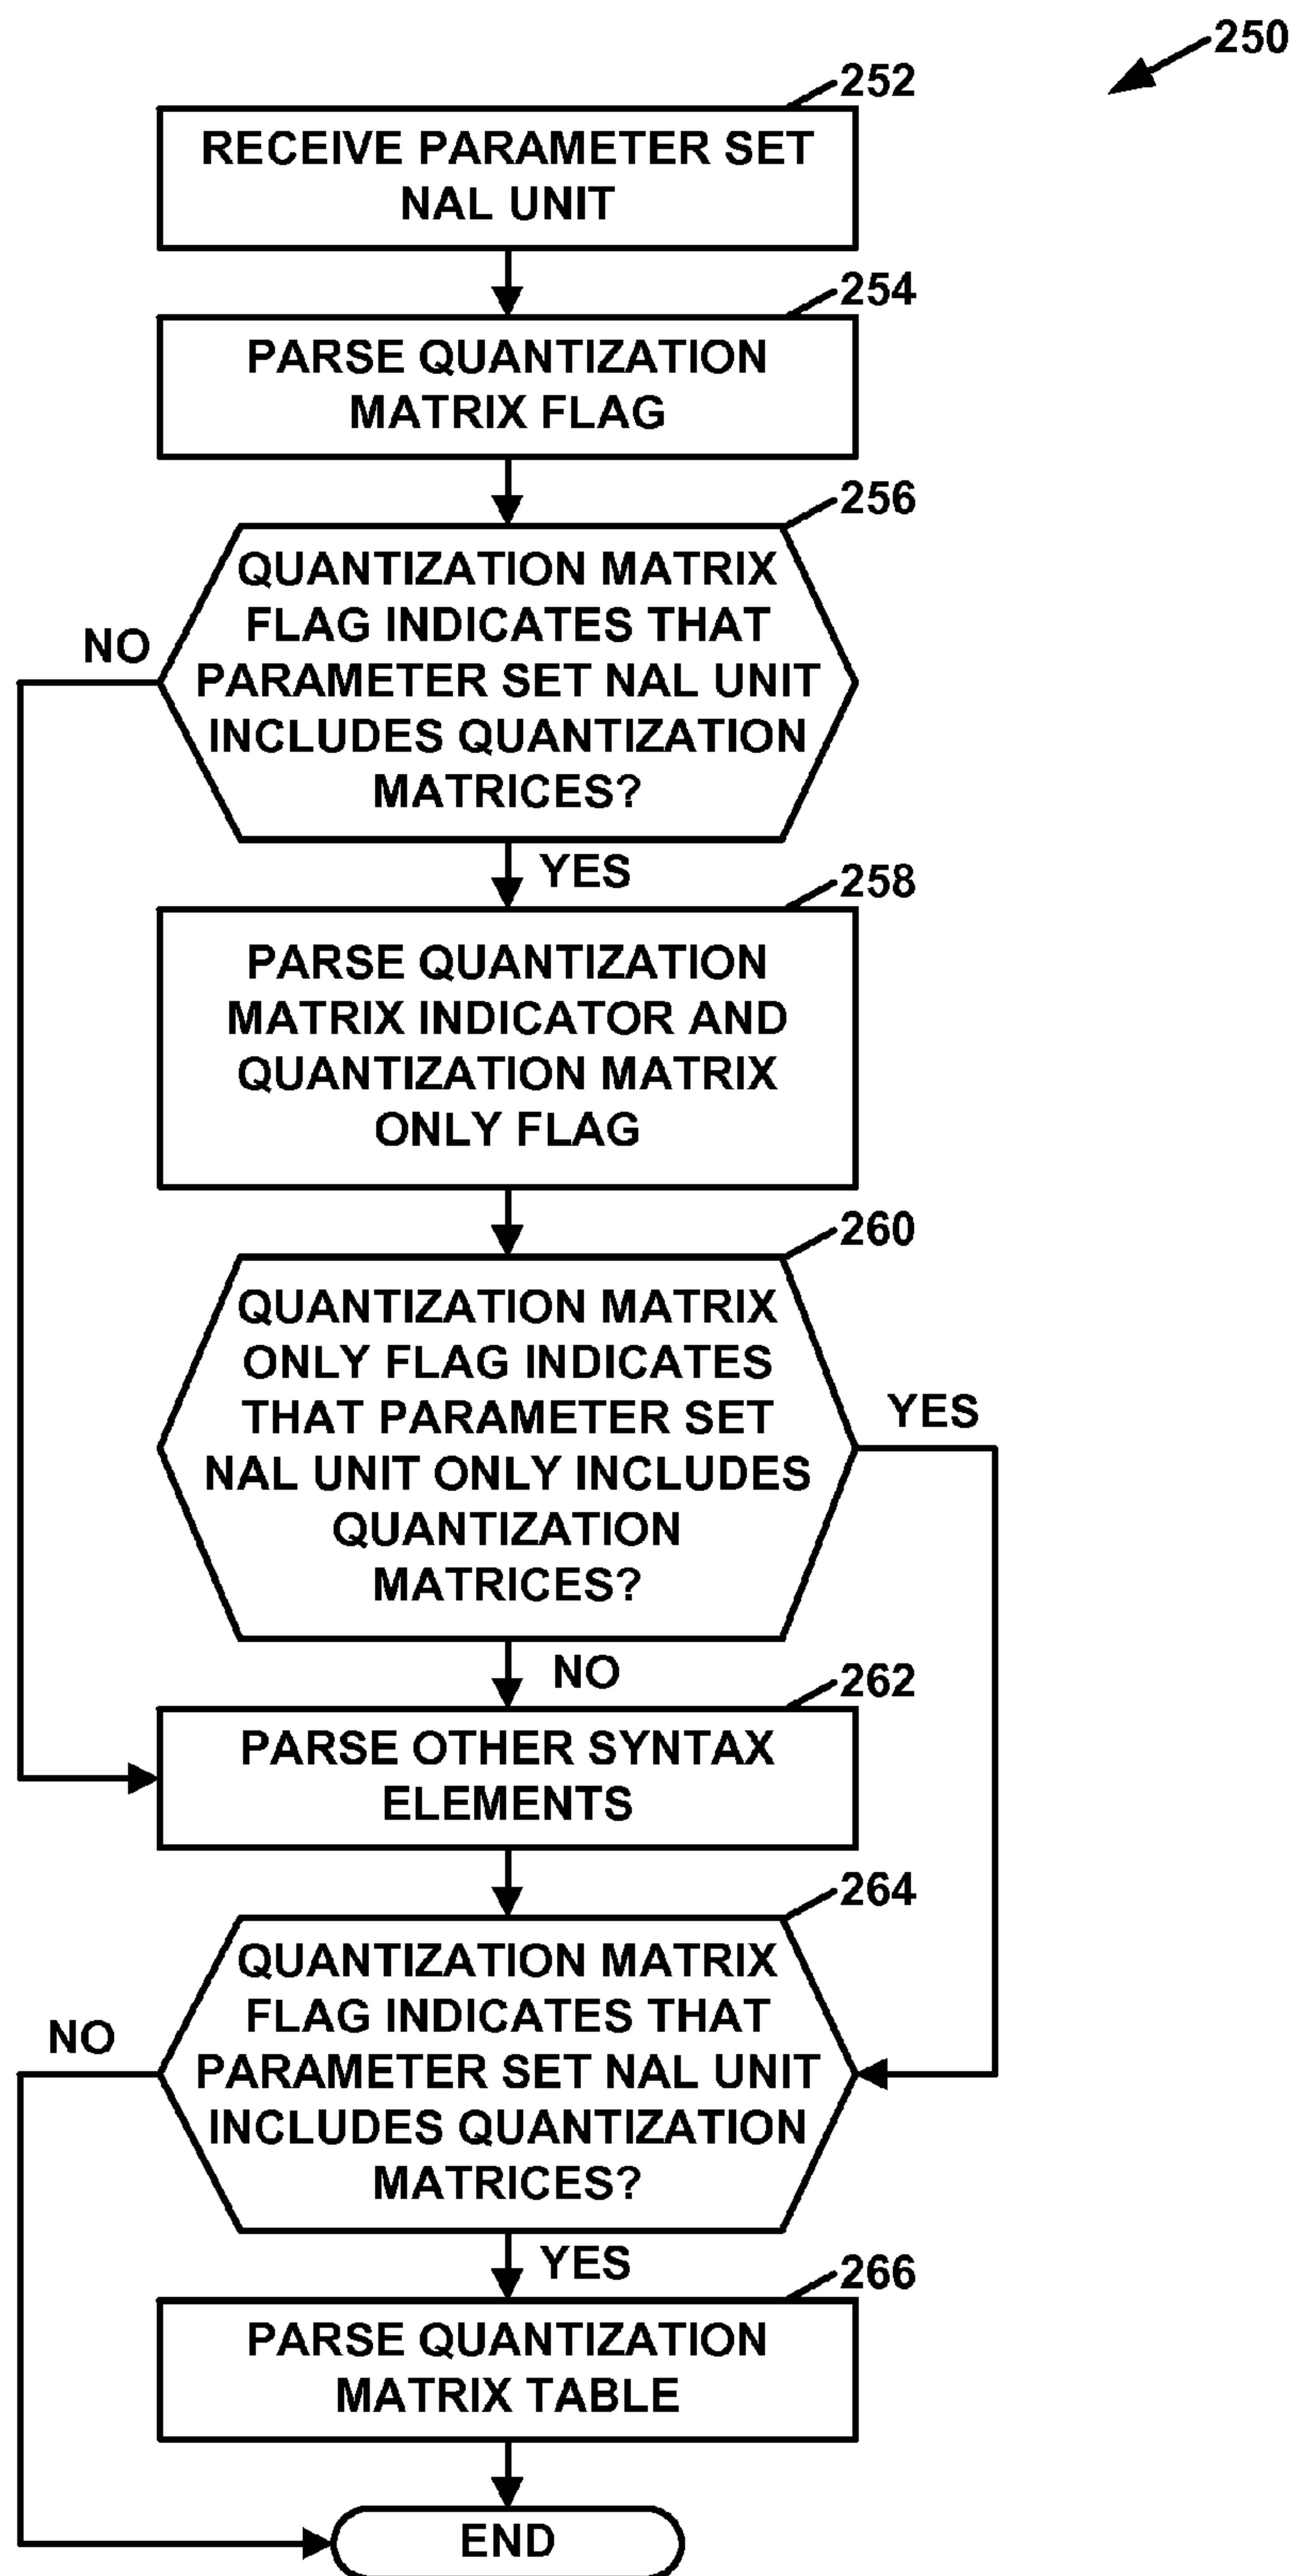 250
252
RECEIVE PARAMETER SET
NAL UNIT
254
PARSE QUANTIZATION
MATRIX FLAG
256
QUANTIZATION MATRIX
FLAG INDICATES THAT
PARAMETER SET NAL UNIT
INCLUDES QUANTIZATION
MATRICES?
NO
YES
258
PARSE QUANTIZATION
MATRIX INDICATOR AND
QUANTIZATION MATRIX
ONLY FLAG
260
QUANTIZATION MATRIX
ONLY FLAG INDICATES
THAT PARAMETER SET
NAL UNIT ONLY INCLUDES
QUANTIZATION
MATRICES?
YES
NO
262
PARSE OTHER SYNTAX
ELEMENTS
264
QUANTIZATION MATRIX
FLAG INDICATES THAT
PARAMETER SET NAL UNIT
INCLUDES QUANTIZATION
MATRICES?
NO
YES
266
PARSE QUANTIZATION
MATRIX TABLE
END